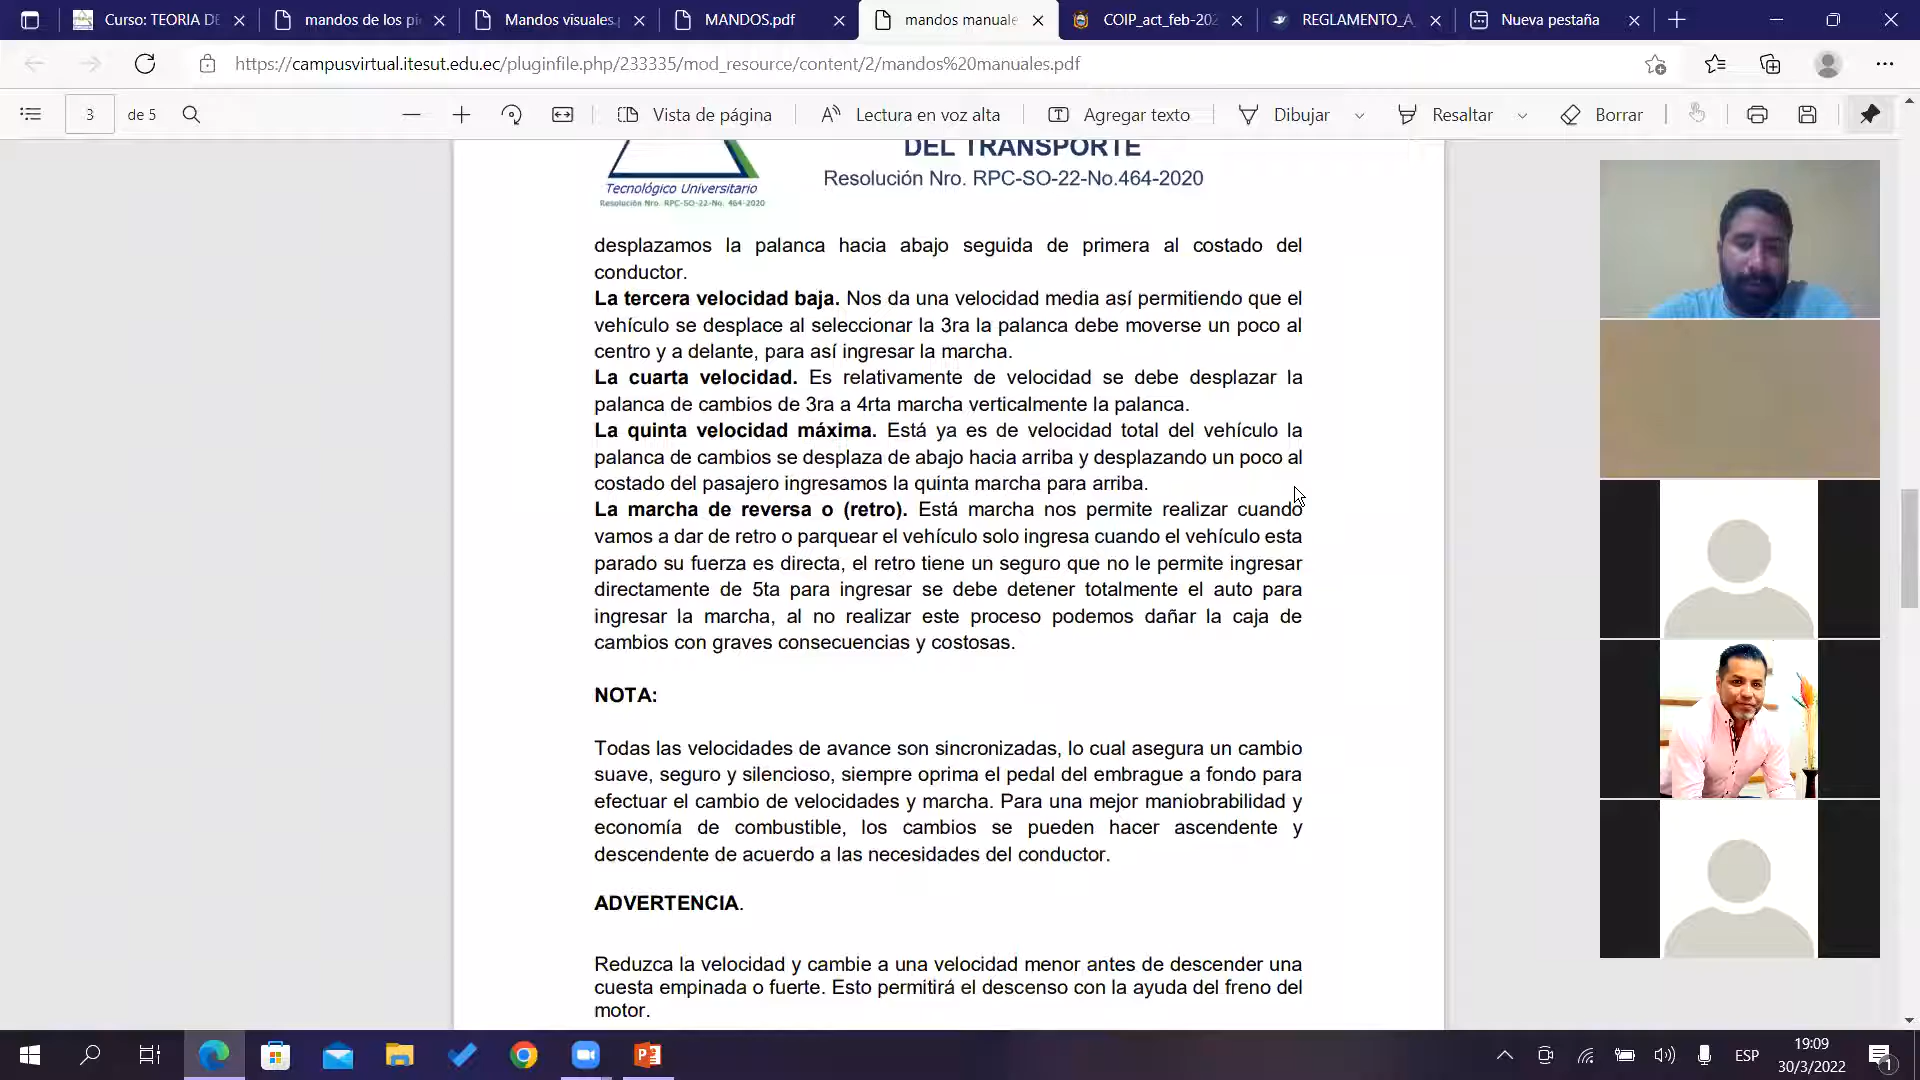 Curso: TEORIA DE
mandos de los pi
Mandos visuales.
MANDOS.pdf
mandos manuale
COIP_act_feb-202
REGLAMENTO_A
Nueva pestaña
https://campusvirtual.itesut.edu.ec/pluginfile.php/233335/mod_resource/content/2/mandos%20manuales.pdf
3 de 5
Vista de página
Lectura en voz alta
Agregar texto
Dibujar
Resaltar
Borrar
DEL TRANSPORTE
Resolución Nro. RPC-SO-22-No.464-2020
Tecnológico Universitario
Resolución Nro. RPC-SO-22-No. 464-2020
desplazamos la palanca hacia abajo seguida de primera al costado del
conductor.
La tercera velocidad baja. Nos da una velocidad media así permitiendo que el
vehículo se desplace al seleccionar la 3ra la palanca debe moverse un poco al
centro y a delante, para así ingresar la marcha.
La cuarta velocidad. Es relativamente de velocidad se debe desplazar la
palanca de cambios de 3ra a 4rta marcha verticalmente la palanca.
La quinta velocidad máxima. Está ya es de velocidad total del vehículo la
palanca de cambios se desplaza de abajo hacia arriba y desplazando un poco al
costado del pasajero ingresamos la quinta marcha para arriba.
La marcha de reversa o (retro). Está marcha nos permite realizar cuando
vamos a dar de retro o parquear el vehículo solo ingresa cuando el vehículo esta
parado su fuerza es directa, el retro tiene un seguro que no le permite ingresar
directamente de 5ta para ingresar se debe detener totalmente el auto para
ingresar la marcha, al no realizar este proceso podemos dañar la caja de
cambios con graves consecuencias y costosas.
NOTA:
Todas las velocidades de avance son sincronizadas, lo cual asegura un cambio
suave, seguro y silencioso, siempre oprima el pedal del embrague a fondo para
efectuar el cambio de velocidades y marcha. Para una mejor maniobrabilidad y
economía de combustible, los cambios se pueden hacer ascendente y
descendente de acuerdo a las necesidades del conductor.
ADVERTENCIA.
Reduzca la velocidad y cambie a una velocidad menor antes de descender una
cuesta empinada o fuerte. Esto permitirá el descenso con la ayuda del freno del
motor.
ESP
19:09
30/3/2022
1